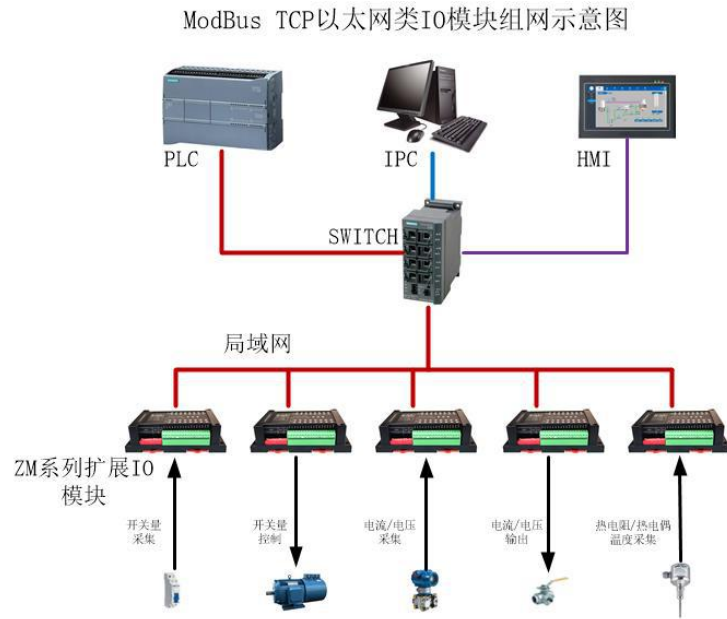 ModBus TCP以太网类IO模块组网示意图
PLC
IPC
HMI
SWITCH
局域网
ZM系列扩展IO
模块
开关量
采集
开关量
控制
电流/电压
采集
电流/电压
输出
热电阻/热电偶
温度采集